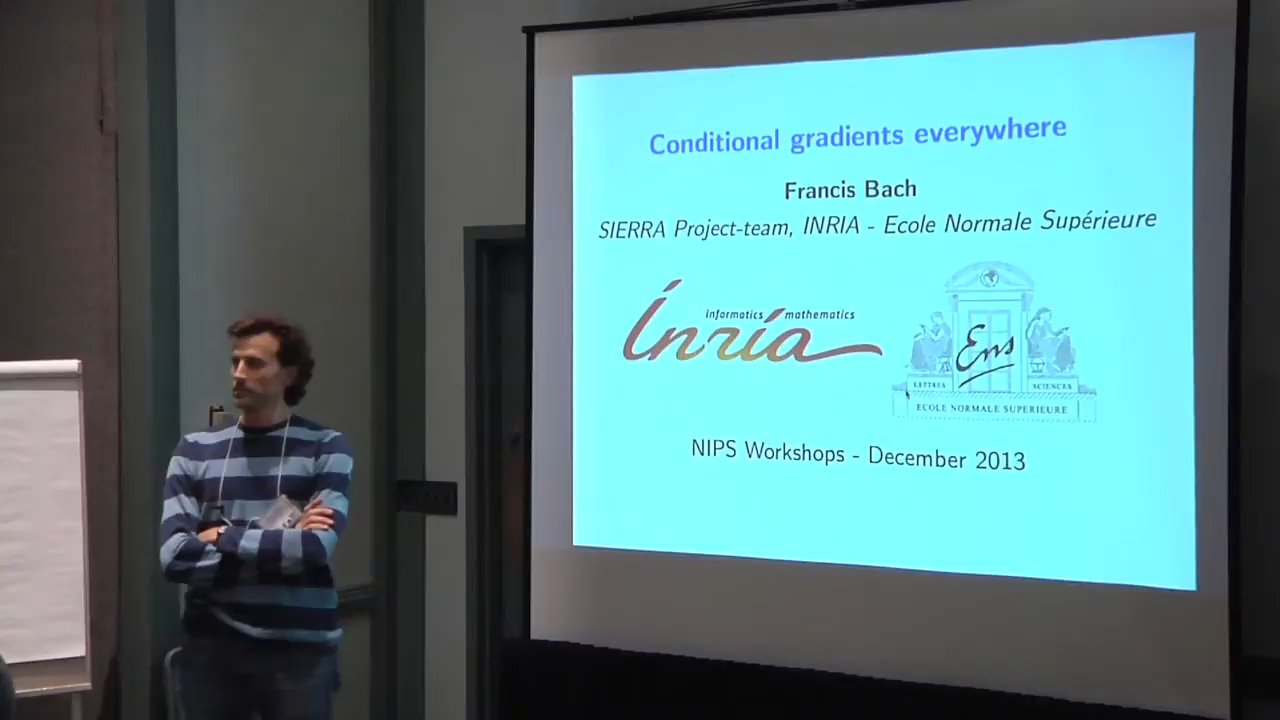 Conditional gradients everywhere
Francis Bach
SIERRA Project-team, INRIA - Ecole Normale Supérieure
informatics mathematics
inria
Ens
LETTRES
SCIENCES
ECOLE NORMALE SUPERIEURE
NIPS Workshops - December 2013